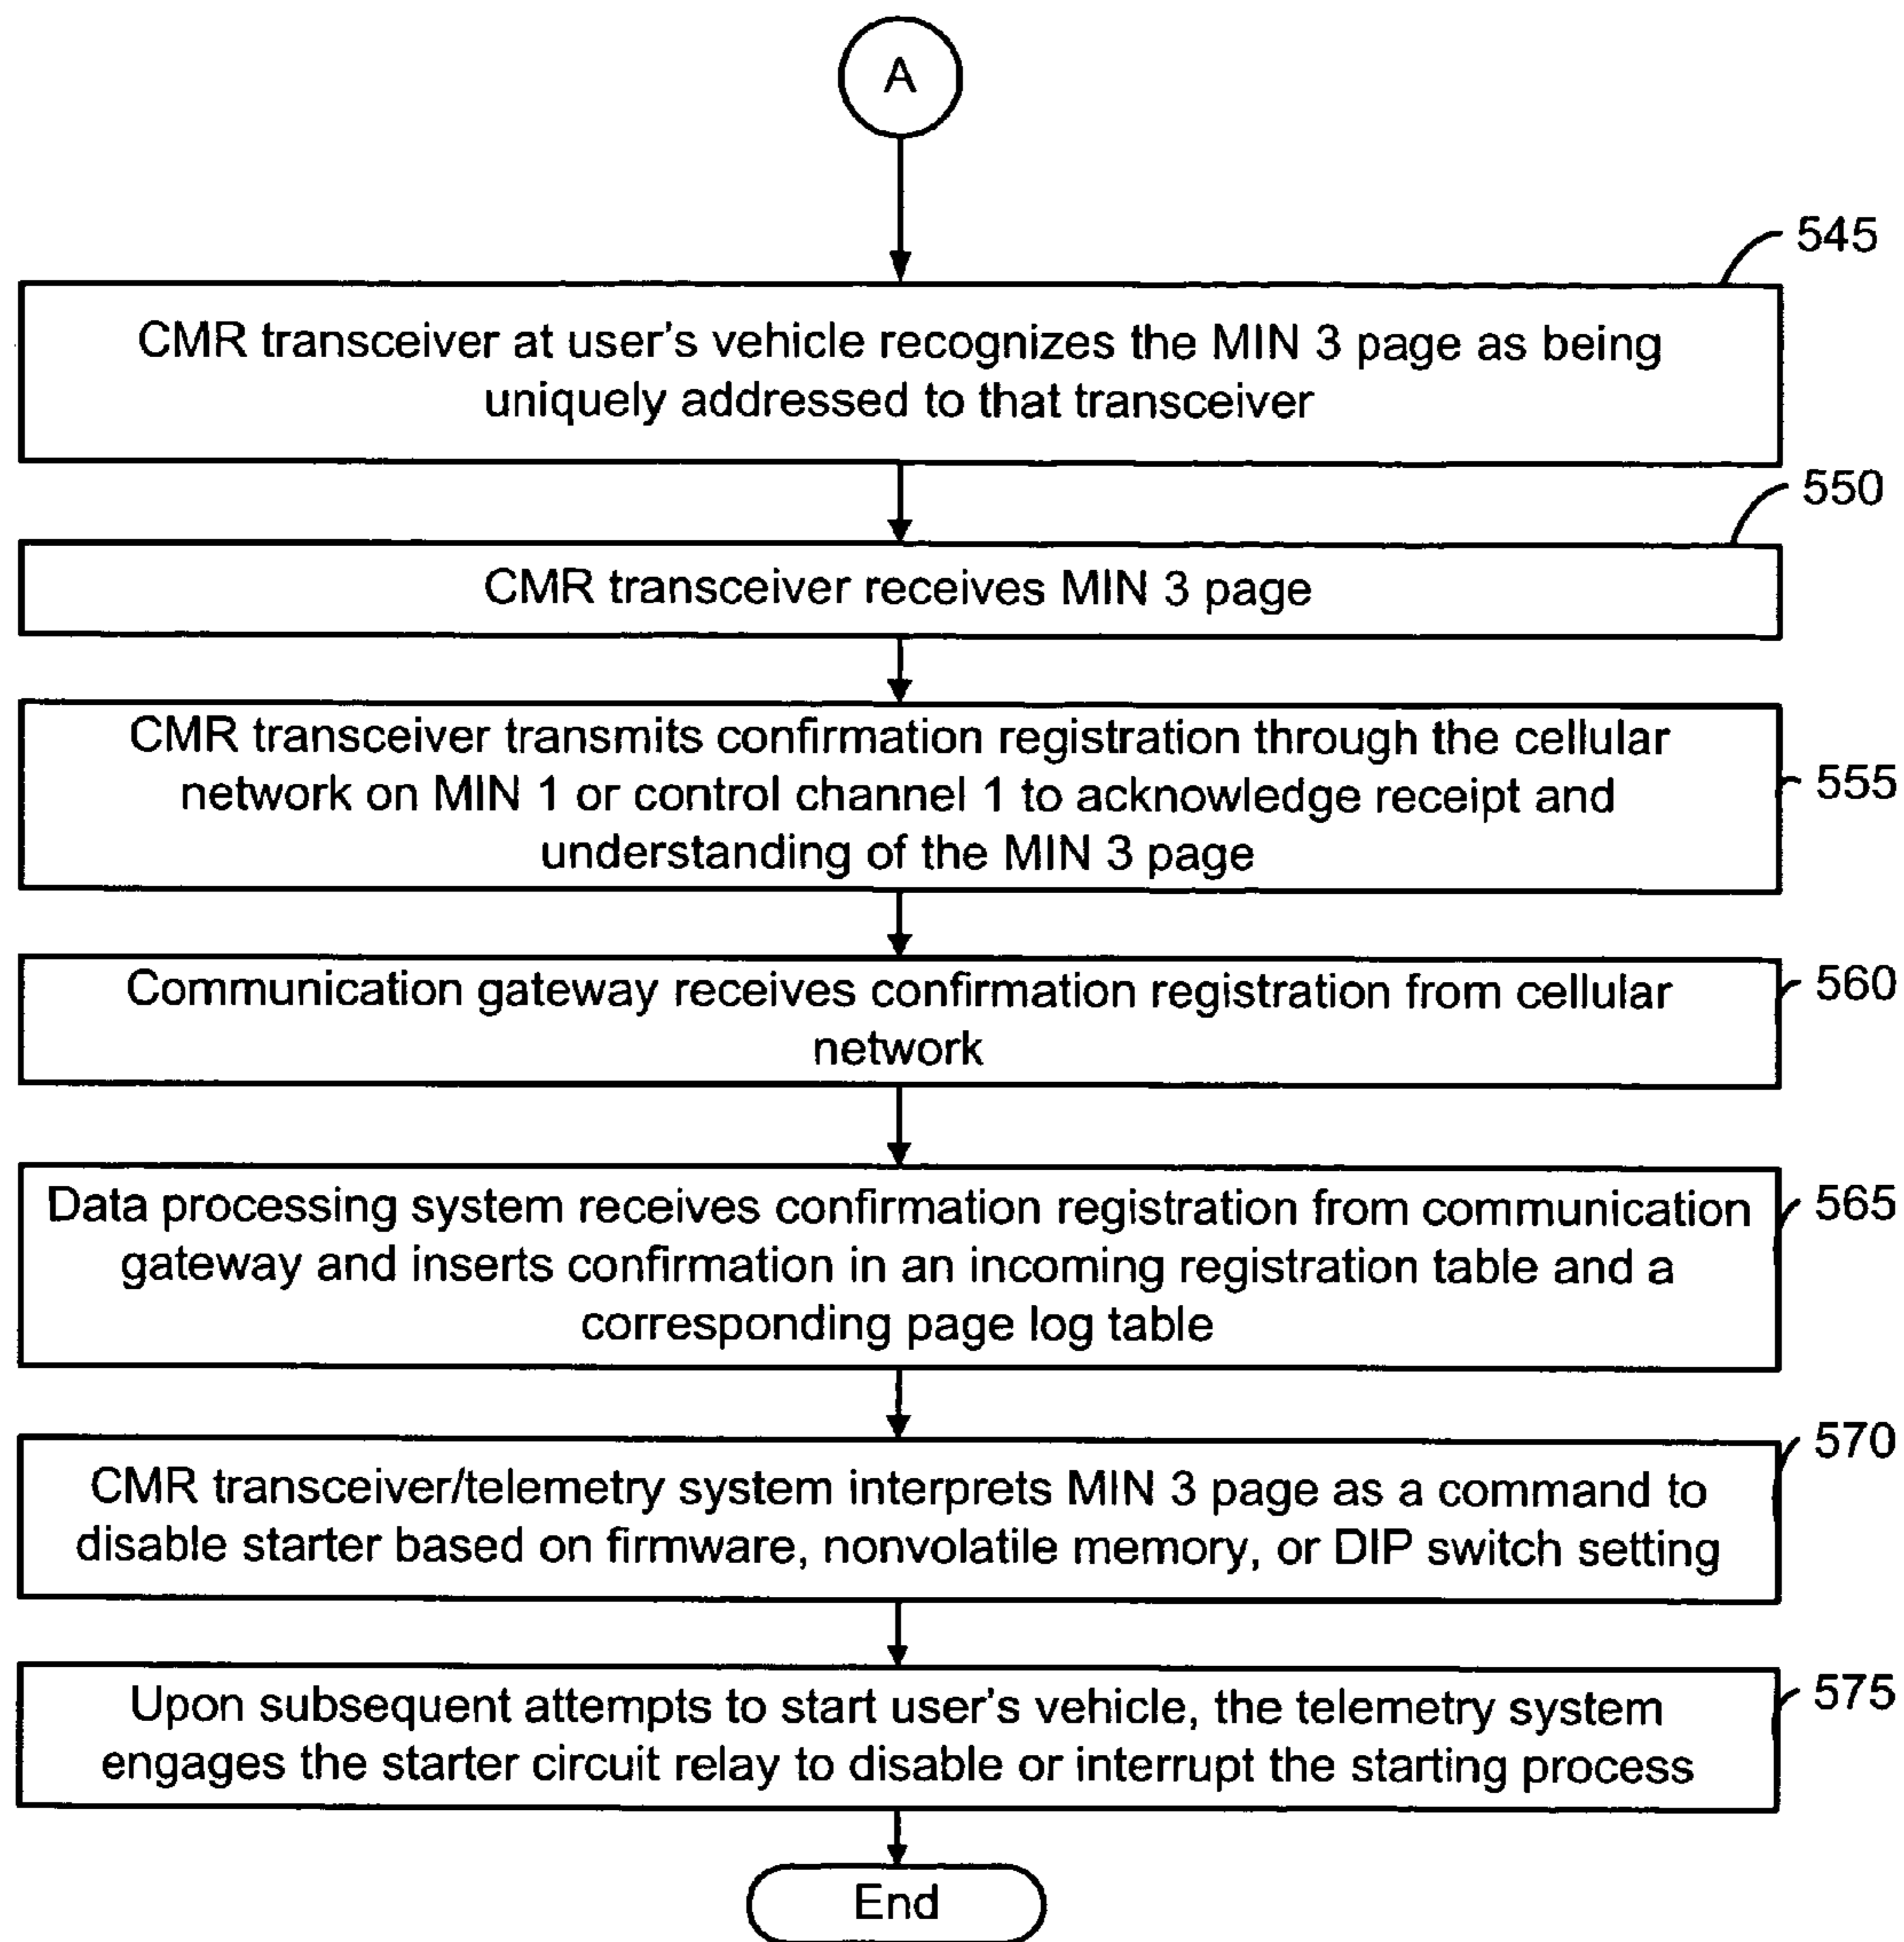 A
545
CMR transceiver at user's vehicle recognizes the MIN 3 page as being
uniquely addressed to that transceiver
550
CMR transceiver receives MIN 3 page
CMR transceiver transmits confirmation registration through the cellular
network on MIN 1 or control channel 1 to acknowledge receipt and
understanding of the MIN 3 page
555
Communication gateway receives confirmation registration from cellular
network
560
Data processing system receives confirmation registration from communication
gateway and inserts confirmation in an incoming registration table and a
corresponding page log table
565
CMR transceiver/telemetry system interprets MIN 3 page as a command to
disable starter based on firmware, nonvolatile memory, or DIP switch setting
570
Upon subsequent attempts to start user's vehicle, the telemetry system
engages the starter circuit relay to disable or interrupt the starting process
575
End